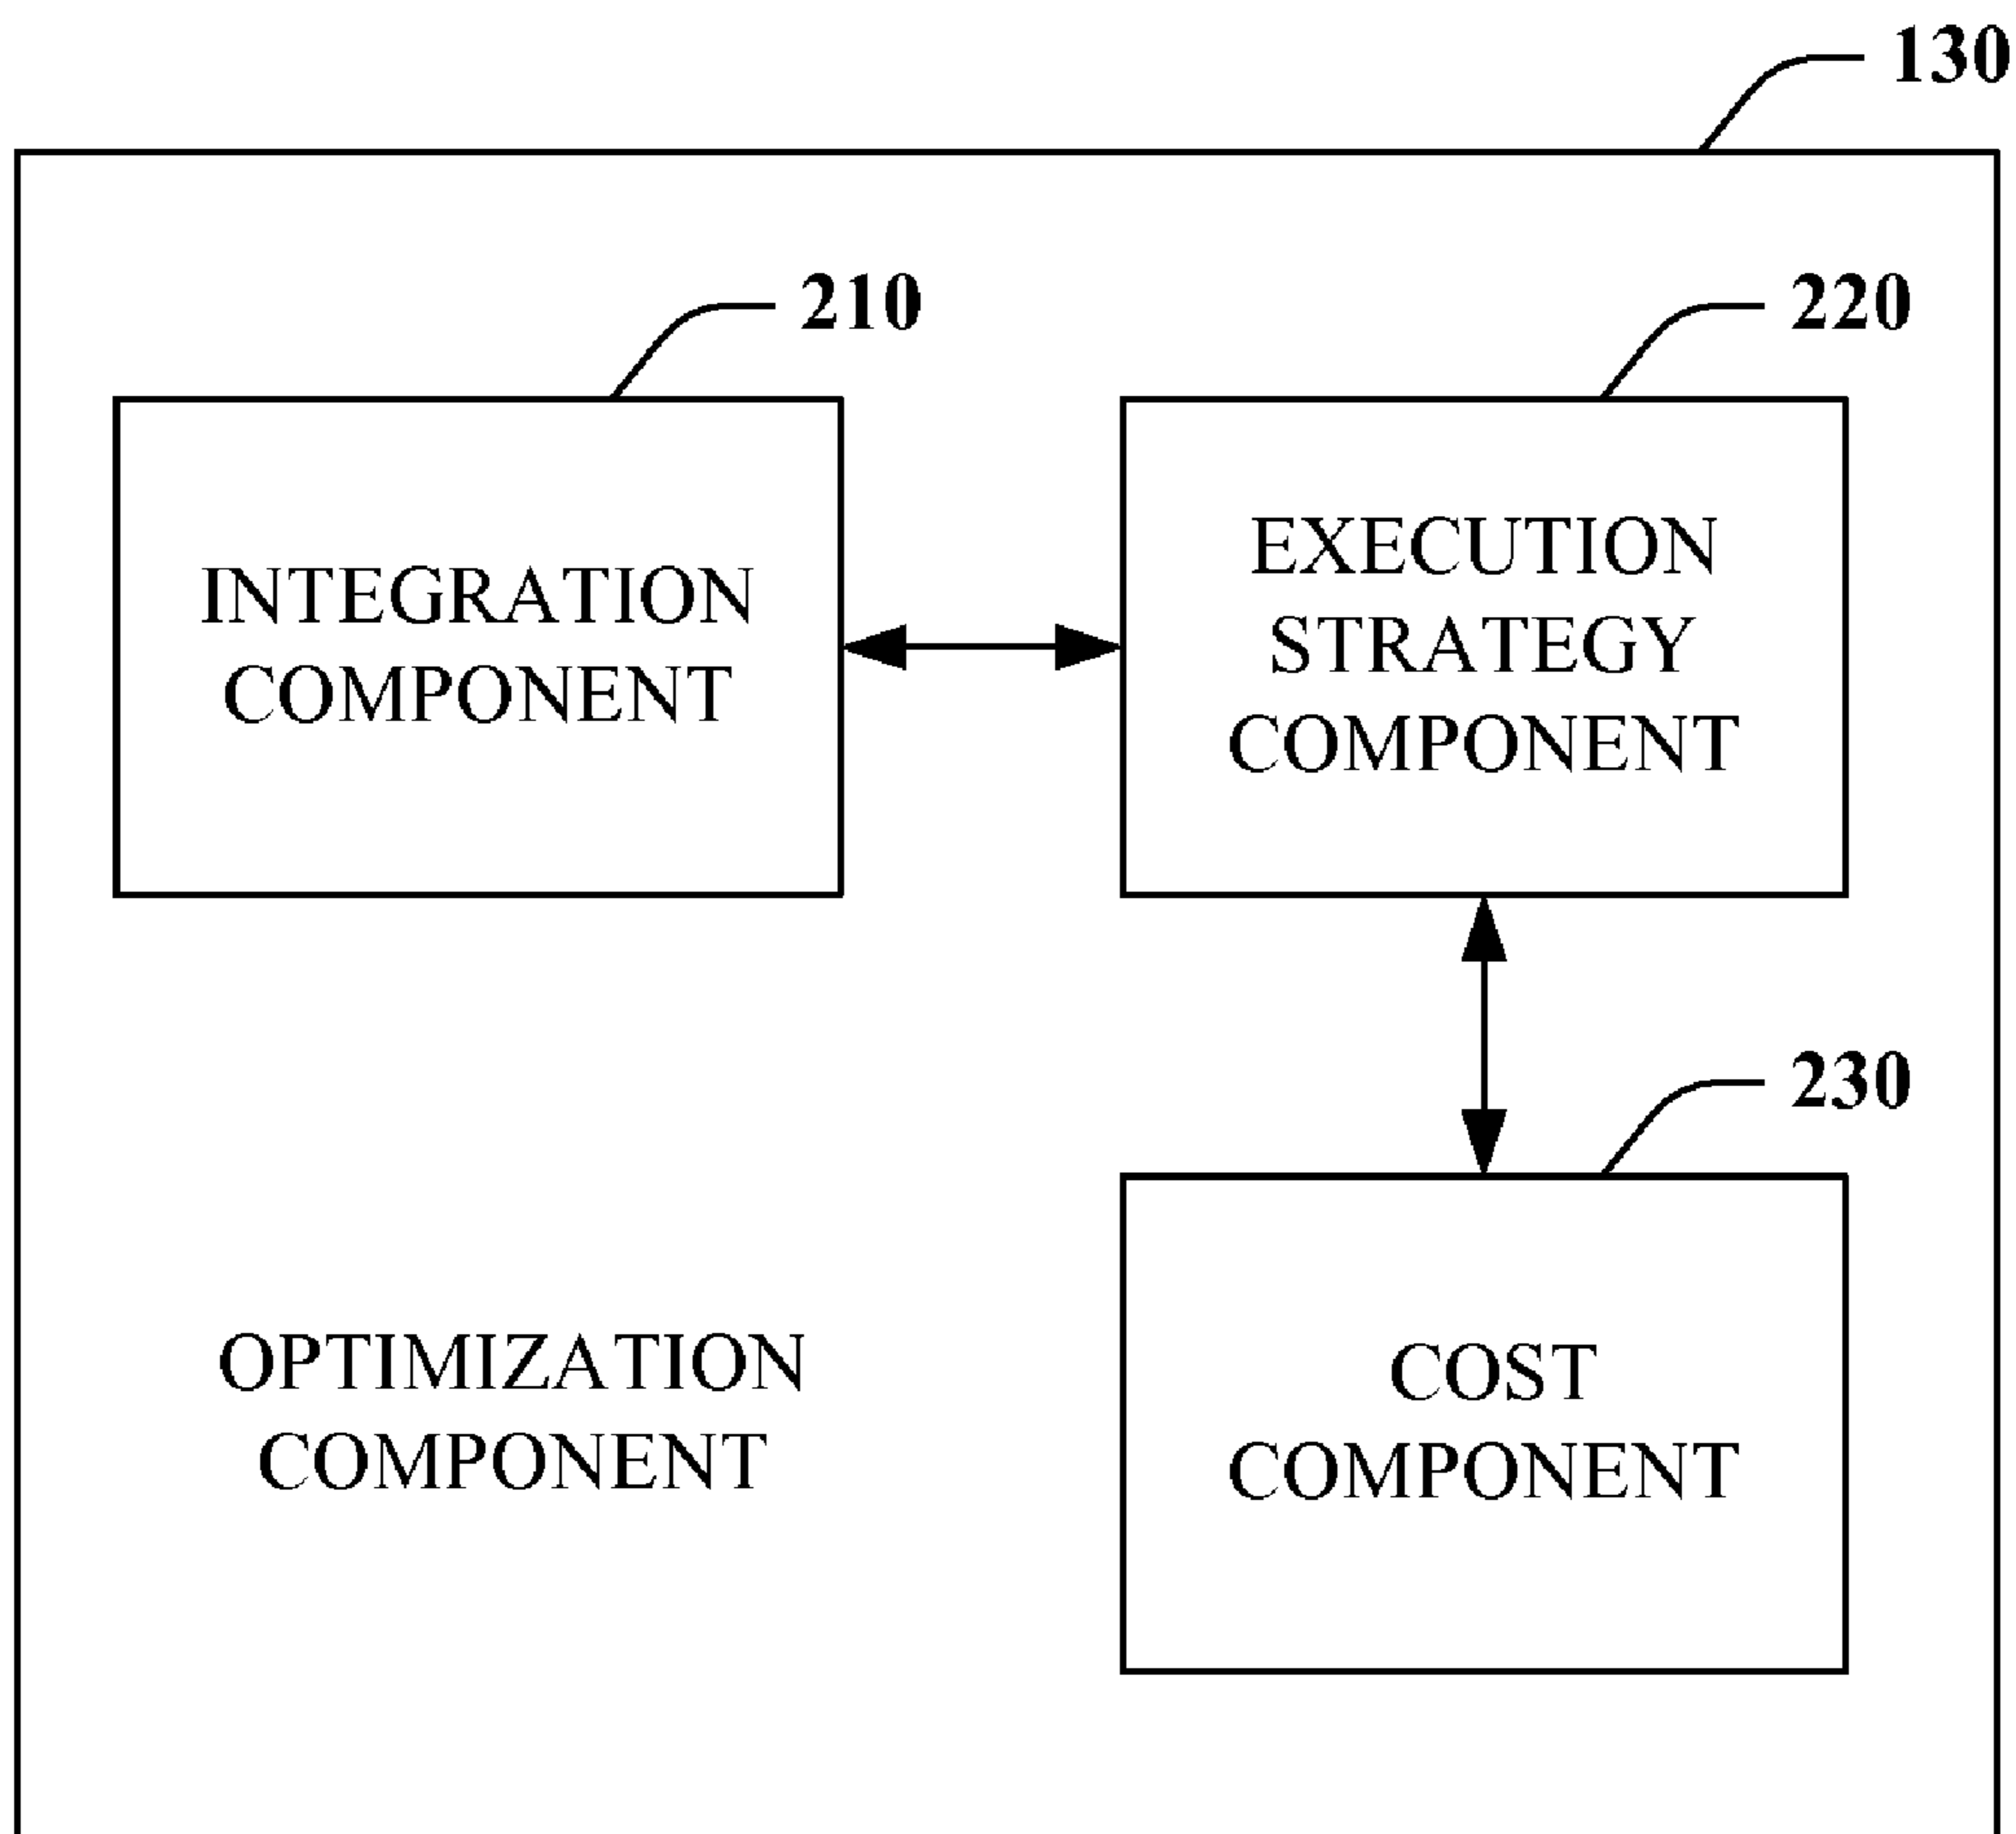 130
210
220
INTEGRATION
COMPONENT
EXECUTION
STRATEGY
COMPONENT
230
OPTIMIZATION
COMPONENT
COST
COMPONENT